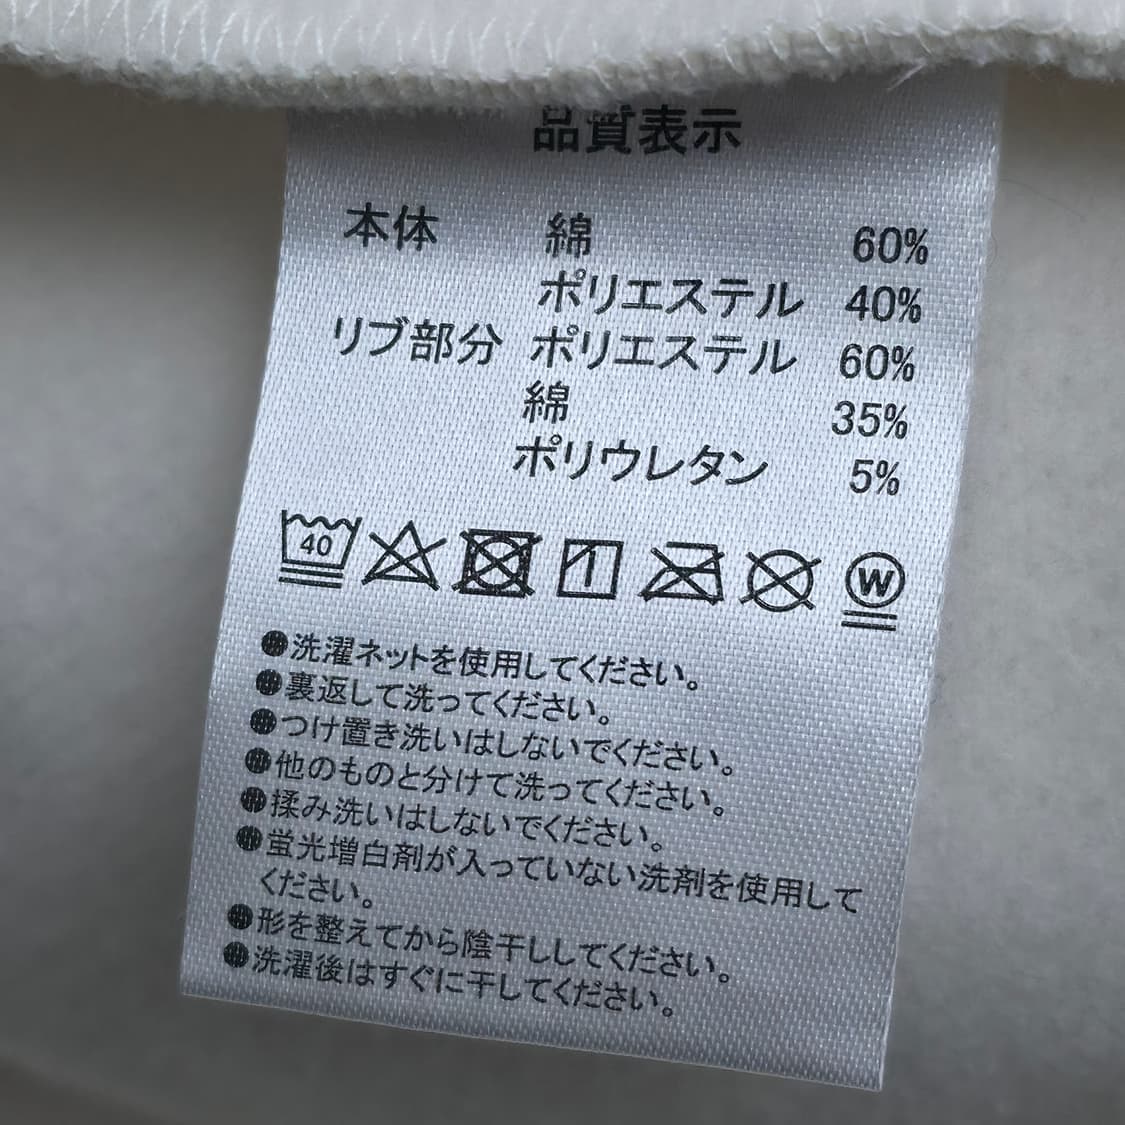 品質表示
本体 綿 60%
ポリエステル 40%
リブ部分 ポリエステル 60%
綿 35%
ポリウレタン 5%
40 1 W
●洗濯ネットを使用してください。
●裏返して洗ってください。
●つけ置き洗いはしないでください。
●他のものと分けて洗ってください。
●揉み洗いはしないでください。
●蛍光増白剤が入っていない洗剤を使用して
ください。
●形を整えてから陰干ししてください。
●洗濯後はすぐに干してください。